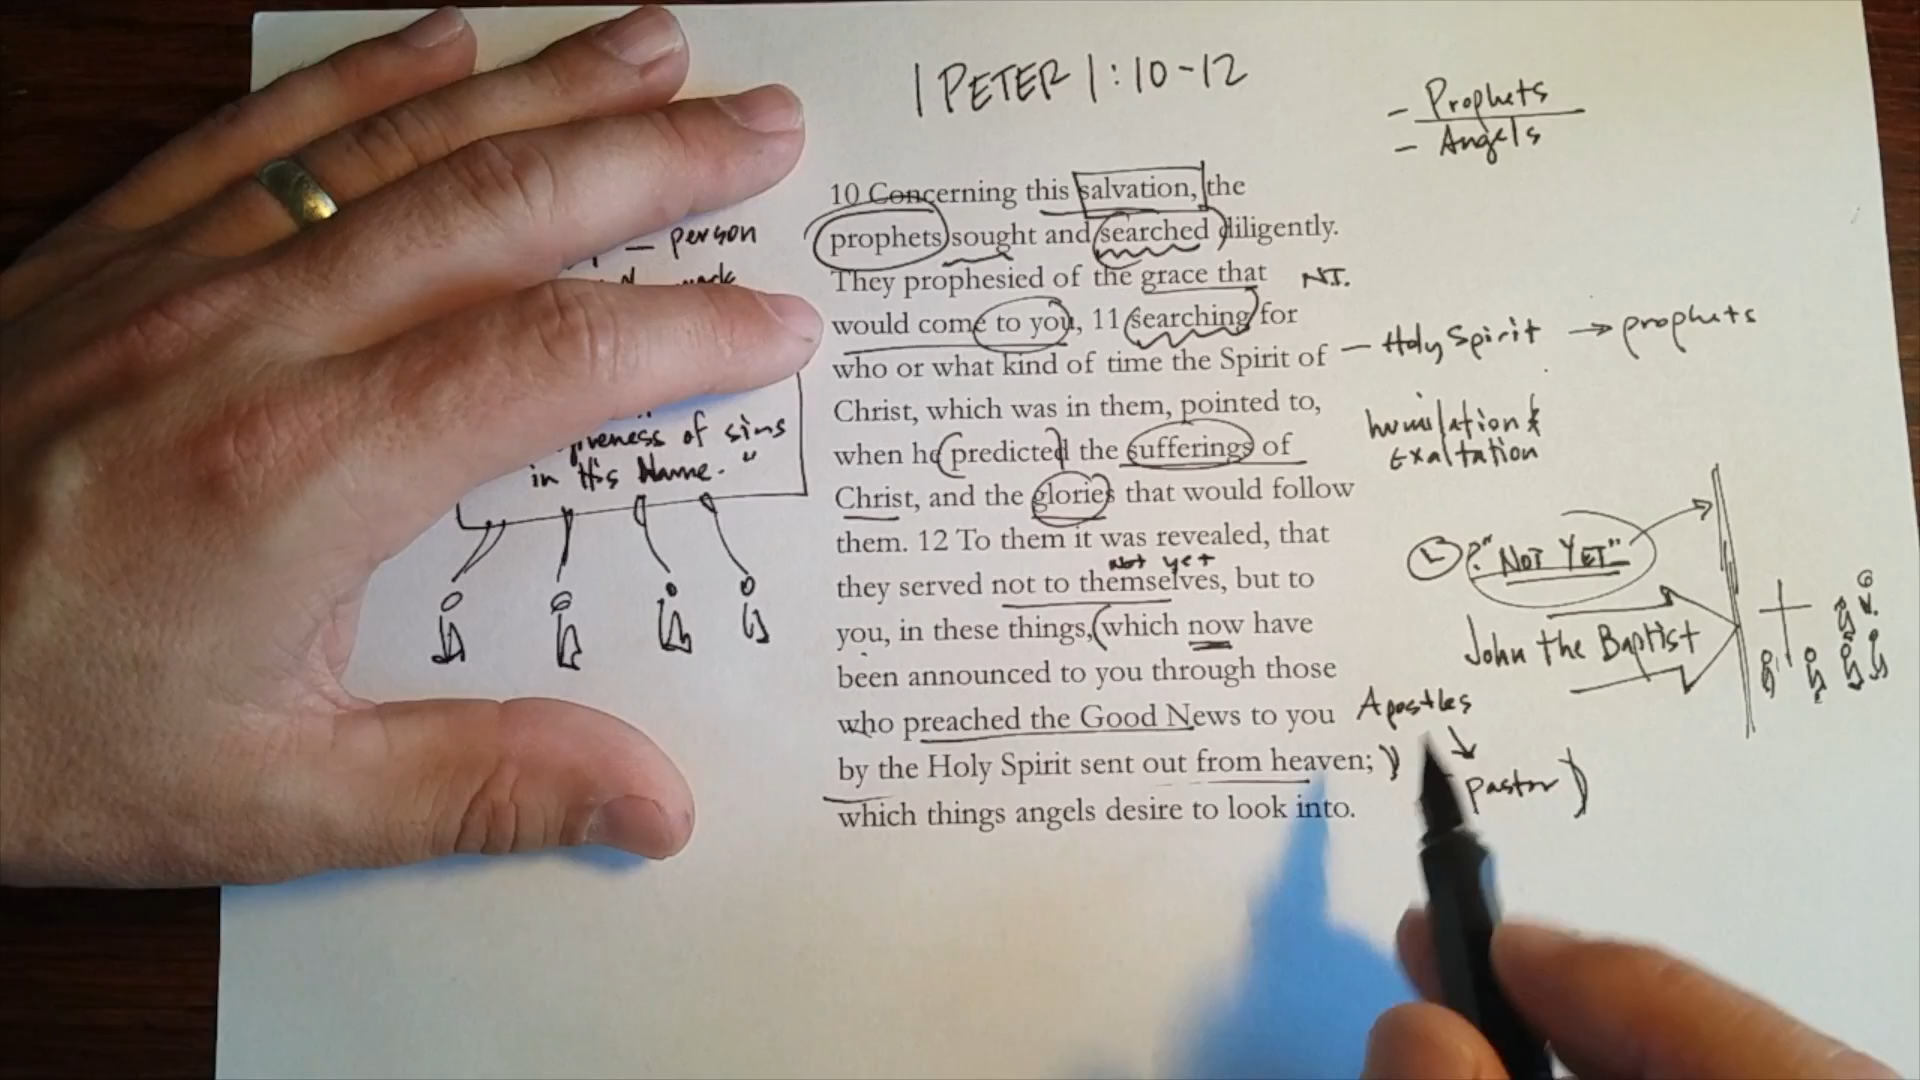 1 PETER 1:10-12
- Prophets
- Angels
10 Concerning this salvation, the
prophets sought and searched diligently.
They prophesied of the grace that
would come to you, 11 searching for
who or what kind of time the Spirit of
Christ, which was in them, pointed to,
when he predicted the sufferings of
Christ, and the glories that would follow
them. 12 To them it was revealed, that
not yet
they served not to themselves, but to
you, in these things, which now have
been announced to you through those
who preached the Good News to you
by the Holy Spirit sent out from heaven;
which things angels desire to look into.
— person
work
of sins
in His Name."
- Holy Spirit → prophets
humilation &
Exaltation
"NOT YET"
John the Baptist
Apostles
pastor